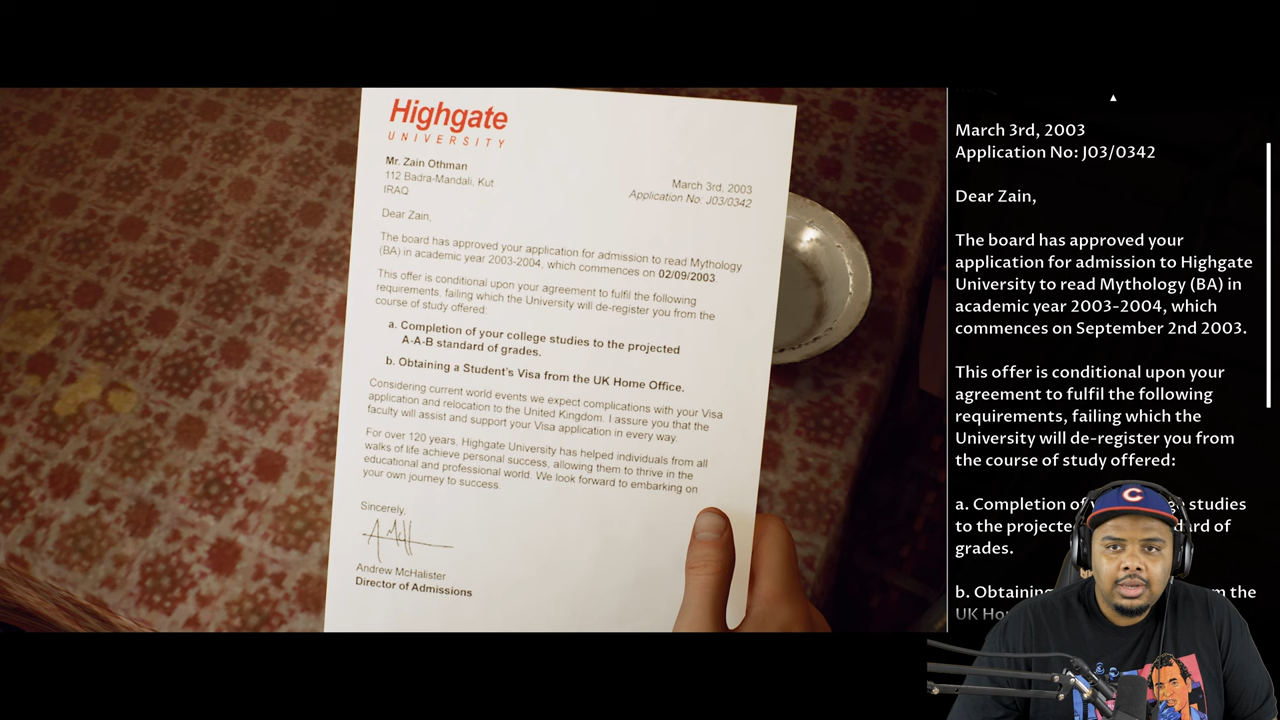 Highgate
UNIVERSITY
Mr. Zain Othman
112 Badra-Mandali, Kut
IRAQ
March 3rd, 2003
Application No: J03/0342
Dear Zain,
The board has approved your application for admission to read Mythology
(BA) in academic year 2003-2004, which commences on 02/09/2003.
This offer is conditional upon your agreement to fulfil the following
requirements, failing which the University will de-register you from the
course of study offered:
a. Completion of your college studies to the projected
A-A-B standard of grades.
b. Obtaining a Student's Visa from the UK Home Office.
Considering current world events we expect complications with your Visa
application and relocation to the United Kingdom. I assure you that the
faculty will assist and support your Visa application in every way.
For over 120 years, Highgate University has helped individuals from all
walks of life achieve personal success, allowing them to thrive in the
educational and professional world. We look forward to embarking on
your own journey to success.
Sincerely,
Andrew McHalister
Director of Admissions
March 3rd, 2003
Application No: J03/0342
Dear Zain,
The board has approved your
application for admission to Highgate
University to read Mythology (BA) in
academic year 2003-2004, which
commences on September 2nd 2003.
This offer is conditional upon your
agreement to fulfil the following
requirements, failing which the
University will de-register you from
the course of study offered:
a. Completion of studies
to the projected of
grades.
b. Obtaining the
UK
C